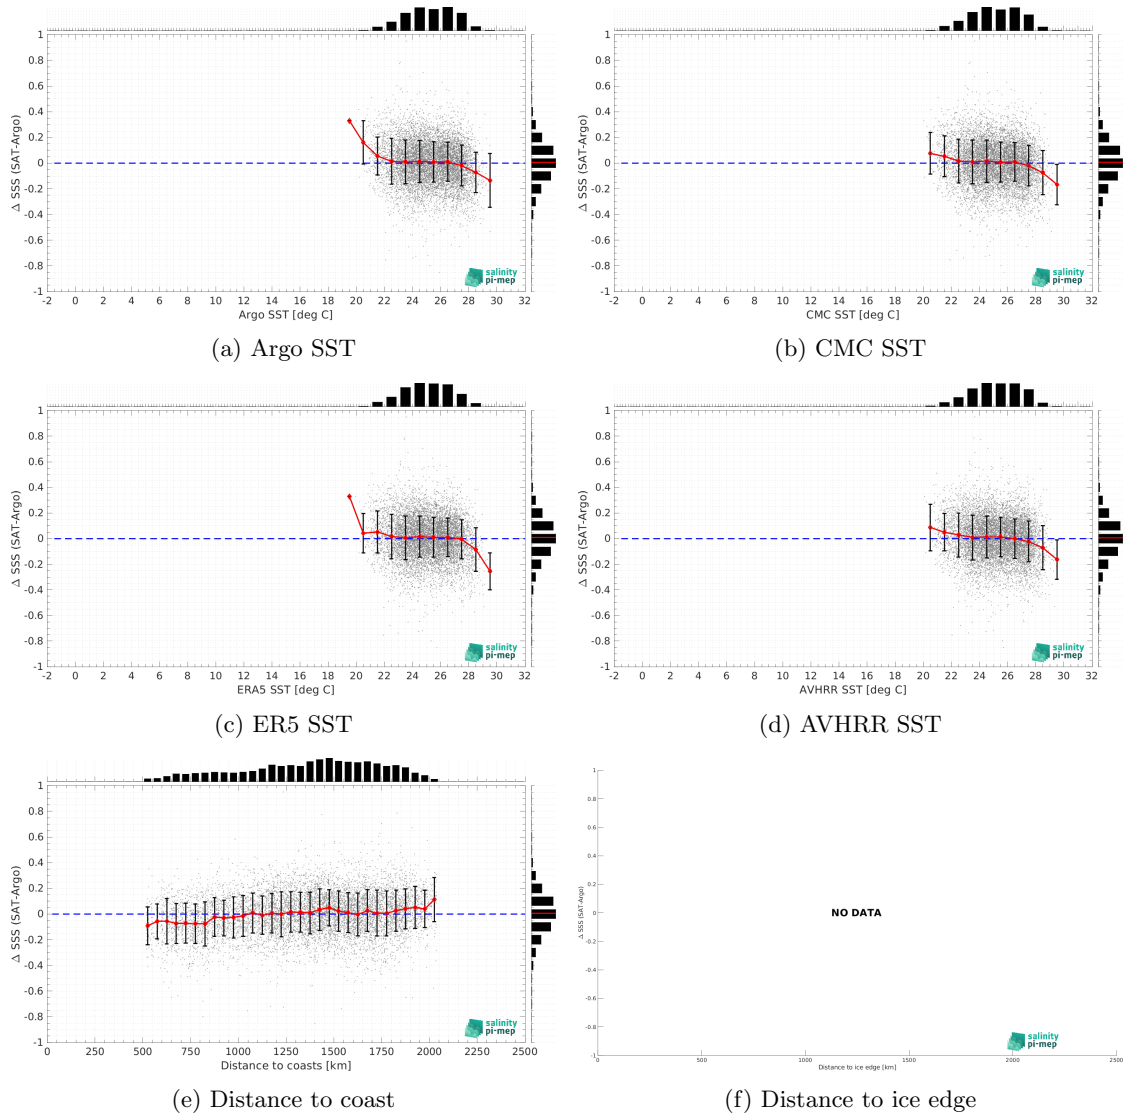 1
0.8
0.6
0.4
0.2
0
-0.2
-0.4
-0.6
-0.8
-1
Δ SSS (SAT-Argo)
-2 0 2 4 6 8 10 12 14 16 18 20 22 24 26 28 30 32
Argo SST [deg C]
salinity
pi-mep
(a) Argo SST
1
0.8
0.6
0.4
0.2
0
-0.2
-0.4
-0.6
-0.8
-1
Δ SSS (SAT-Argo)
-2 0 2 4 6 8 10 12 14 16 18 20 22 24 26 28 30 32
CMC SST [deg C]
salinity
pi-mep
(b) CMC SST
1
0.8
0.6
0.4
0.2
0
-0.2
-0.4
-0.6
-0.8
-1
Δ SSS (SAT-Argo)
-2 0 2 4 6 8 10 12 14 16 18 20 22 24 26 28 30 32
ERA5 SST [deg C]
salinity
pi-mep
(c) ER5 SST
1
0.8
0.6
0.4
0.2
0
-0.2
-0.4
-0.6
-0.8
-1
Δ SSS (SAT-Argo)
-2 0 2 4 6 8 10 12 14 16 18 20 22 24 26 28 30 32
AVHRR SST [deg C]
salinity
pi-mep
(d) AVHRR SST
1
0.8
0.6
0.4
0.2
0
-0.2
-0.4
-0.6
-0.8
-1
Δ SSS (SAT-Argo)
0 250 500 750 1000 1250 1500 1750 2000 2250 2500
Distance to coasts [km]
salinity
pi-mep
(e) Distance to coast
1
0.8
0.6
0.4
0.2
0
-0.2
-0.4
-0.6
-0.8
-1
Δ SSS (SAT-Argo)
NO DATA
0 500 1000 1500 2000 2500
Distance to ice edge [km]
salinity
pi-mep
(f) Distance to ice edge